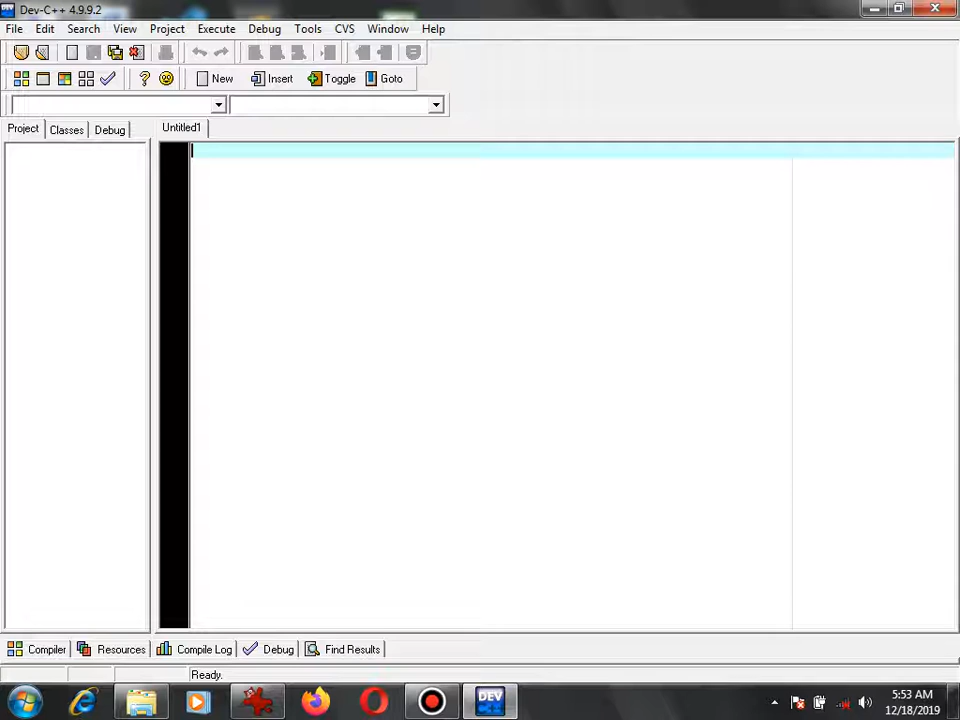 Dev-C++ 4.9.9.2
File Edit Search View Project Execute Debug Tools CVS Window Help
New Insert Toggle Goto
Project Classes Debug Untitled1
Compiler Resources Compile Log Debug Find Results
Ready.
DEV
5:53 AM
12/18/2019